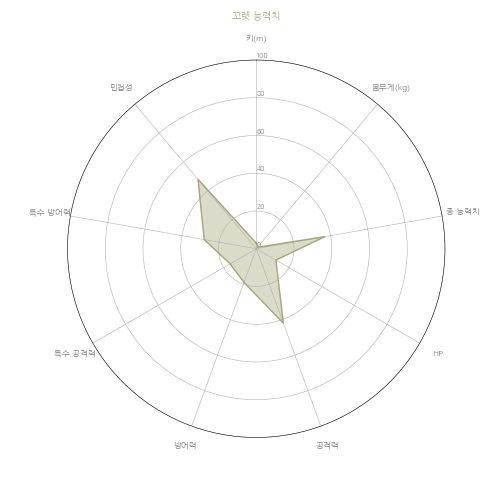 꼬렛 능력치
키(m)
100
민첩성
몸무게(kg)
80
60
40
특수 방어력
20
총 능력치
0
특수 공격력
HP
방어력
공격력